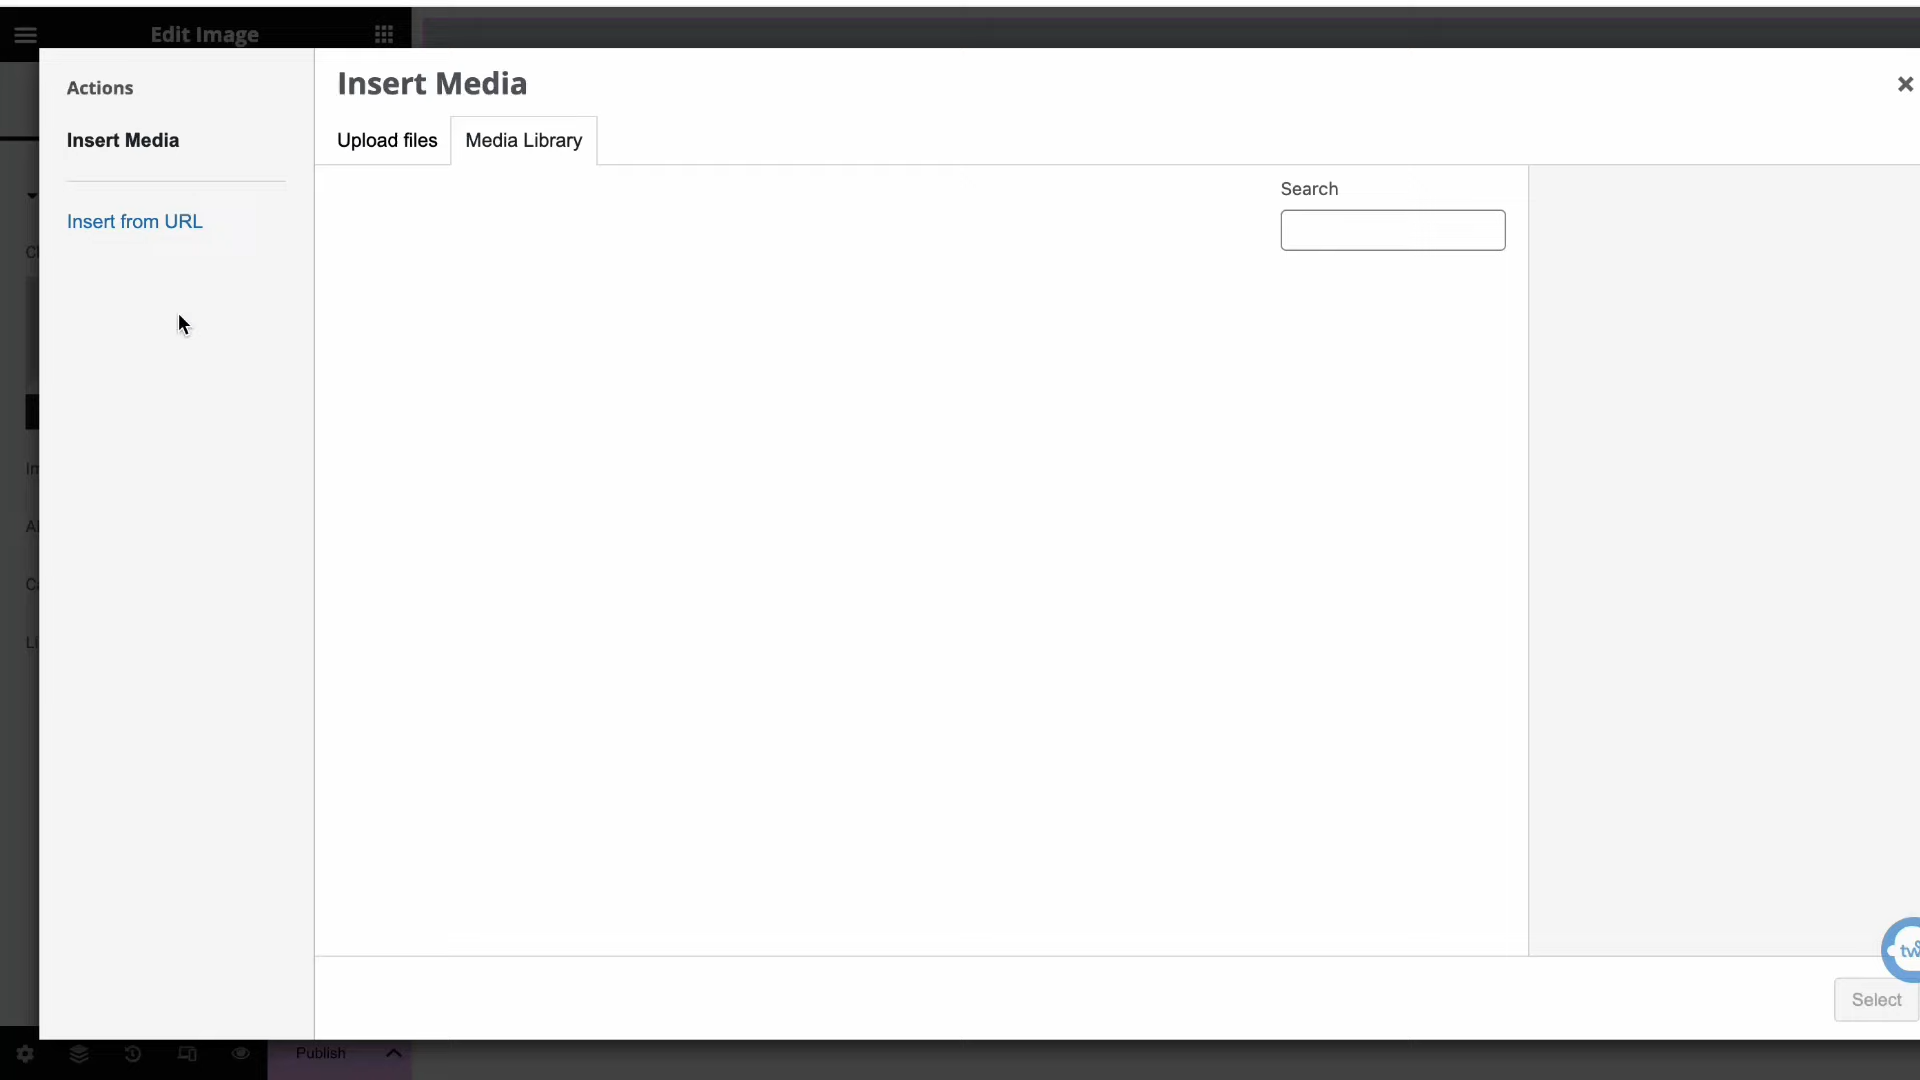 Edit Image
Actions
Insert Media
Insert from URL
Insert Media
Upload files
Media Library
Search
Select
Publish